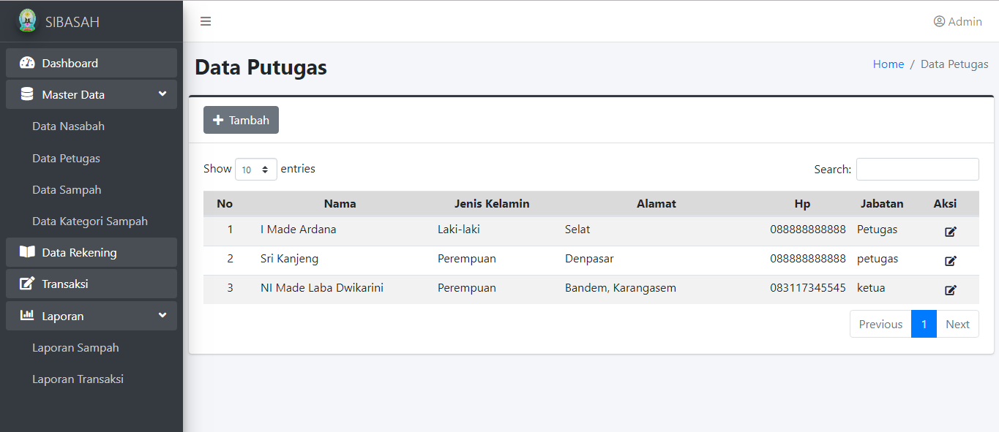 SIBASAH
Admin
Dashboard
Master Data
Data Nasabah
Data Petugas
Data Sampah
Data Kategori Sampah
Data Rekening
Transaksi
Laporan
Laporan Sampah
Laporan Transaksi
Data Putugas
Home / Data Petugas
Tambah
Show 10 entries Search:
No Nama Jenis Kelamin Alamat Hp Jabatan Aksi
1 I Made Ardana Laki-laki Selat 088888888888 Petugas
2 Sri Kanjeng Perempuan Denpasar 088888888888 petugas
3 NI Made Laba Dwikarini Perempuan Bandem, Karangasem 083117345545 ketua
Previous 1 Next